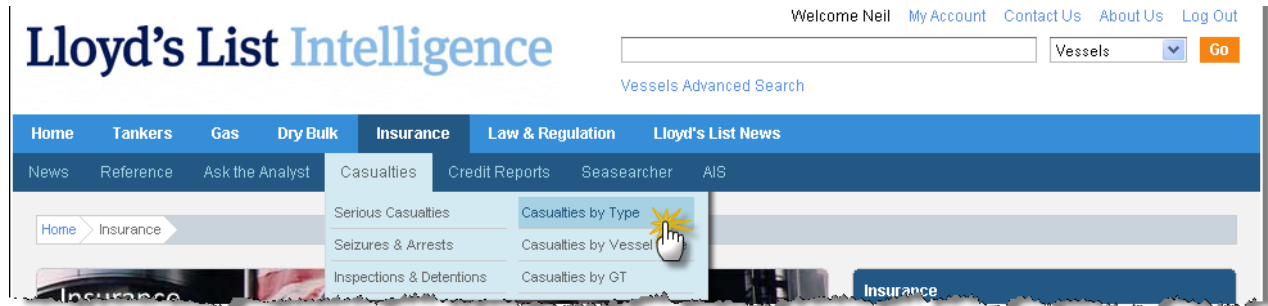 Welcome Neil My Account Contact Us About Us Log Out
Lloyd's List Intelligence
Vessels Go
Vessels Advanced Search
Home Tankers Gas Dry Bulk Insurance Law & Regulation Lloyd's List News
News Reference Ask the Analyst Casualties Credit Reports Seasearcher AIS
Serious Casualties Casualties by Type
Home Insurance
Seizures & Arrests Casualties by Vessel
Inspections & Detentions Casualties by GT
Insurance Insurance